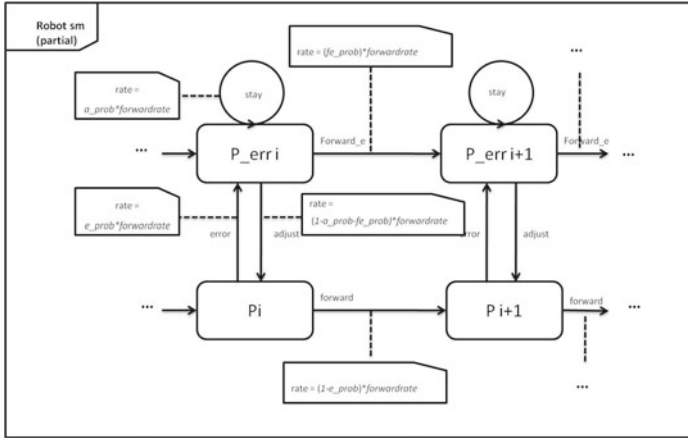 Robot sm
(partial)
rate = (fe_prob)*forwardrate
...
rate =
a_prob*forwardrate
stay
stay
... P_err i Forward_e P_err i+1 Forward_e ...
rate =
e_prob*forwardrate
rate =
(1-a_prob-fe_prob)*forwardrate
error adjust error adjust
... Pi forward P i+1 forward ...
rate = (1-e_prob)*forwardrate
...